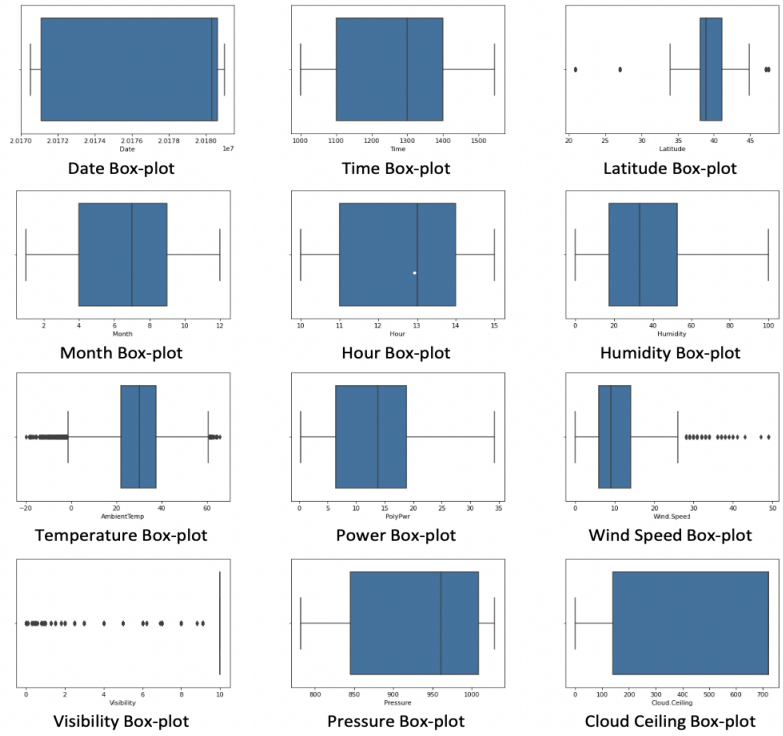 2.0170 2.0172 2.0174 2.0176 2.0178 2.0180
1e7
Date
Date Box-plot
1000 1100 1200 1300 1400 1500
Time
Time Box-plot
20 25 30 35 40 45
Latitude
Latitude Box-plot
2 4 6 8 10 12
Month
Month Box-plot
10 11 12 13 14 15
Hour
Hour Box-plot
0 20 40 60 80 100
Humidity
Humidity Box-plot
−20 0 20 40 60
AmbientTemp
Temperature Box-plot
0 5 10 15 20 25 30 35
PolyPwr
Power Box-plot
0 10 20 30 40 50
Wind.Speed
Wind Speed Box-plot
0 2 4 6 8 10
Visibility
Visibility Box-plot
800 850 900 950 1000
Pressure
Pressure Box-plot
0 100 200 300 400 500 600 700
Cloud.Ceiling
Cloud Ceiling Box-plot